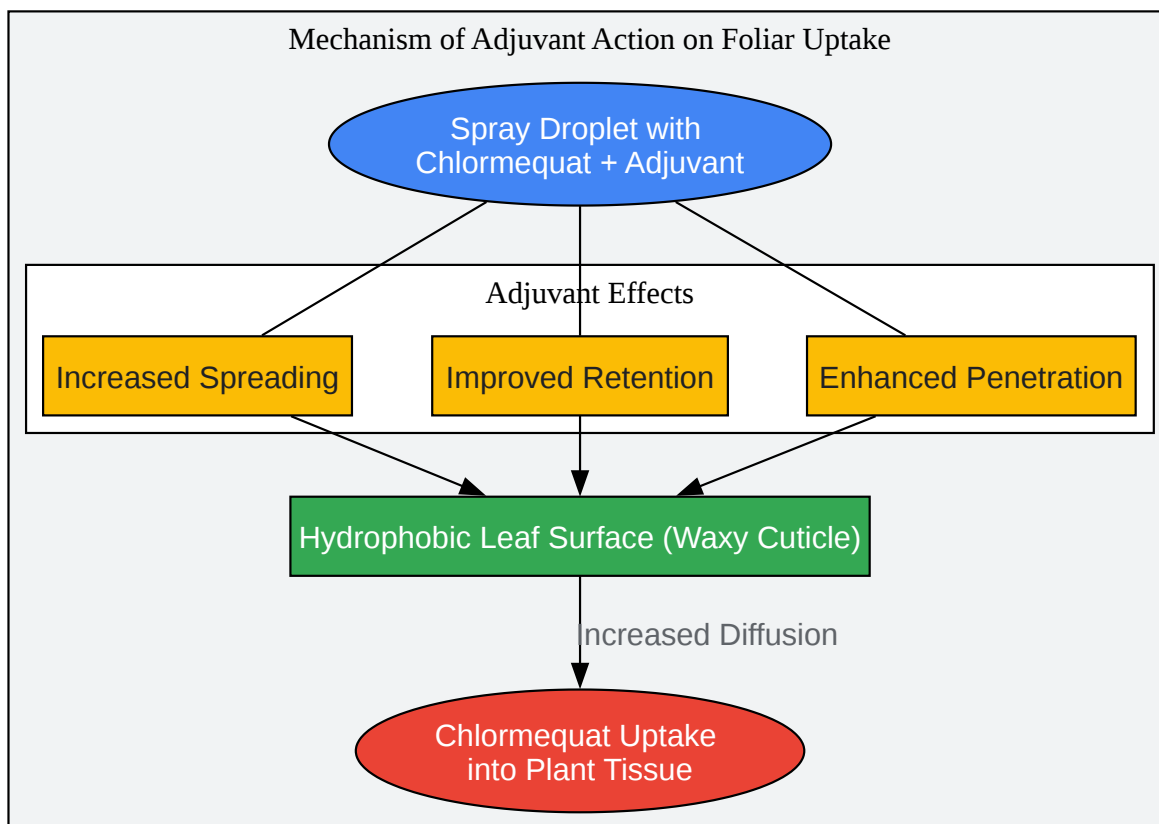 Mechanism of Adjuvant Action on Foliar Uptake
Spray Droplet with
Chlormequat + Adjuvant
Adjuvant Effects
Increased Spreading
Improved Retention
Enhanced Penetration
Hydrophobic Leaf Surface (Waxy Cuticle)
Increased Diffusion
Chlormequat Uptake
into Plant Tissue